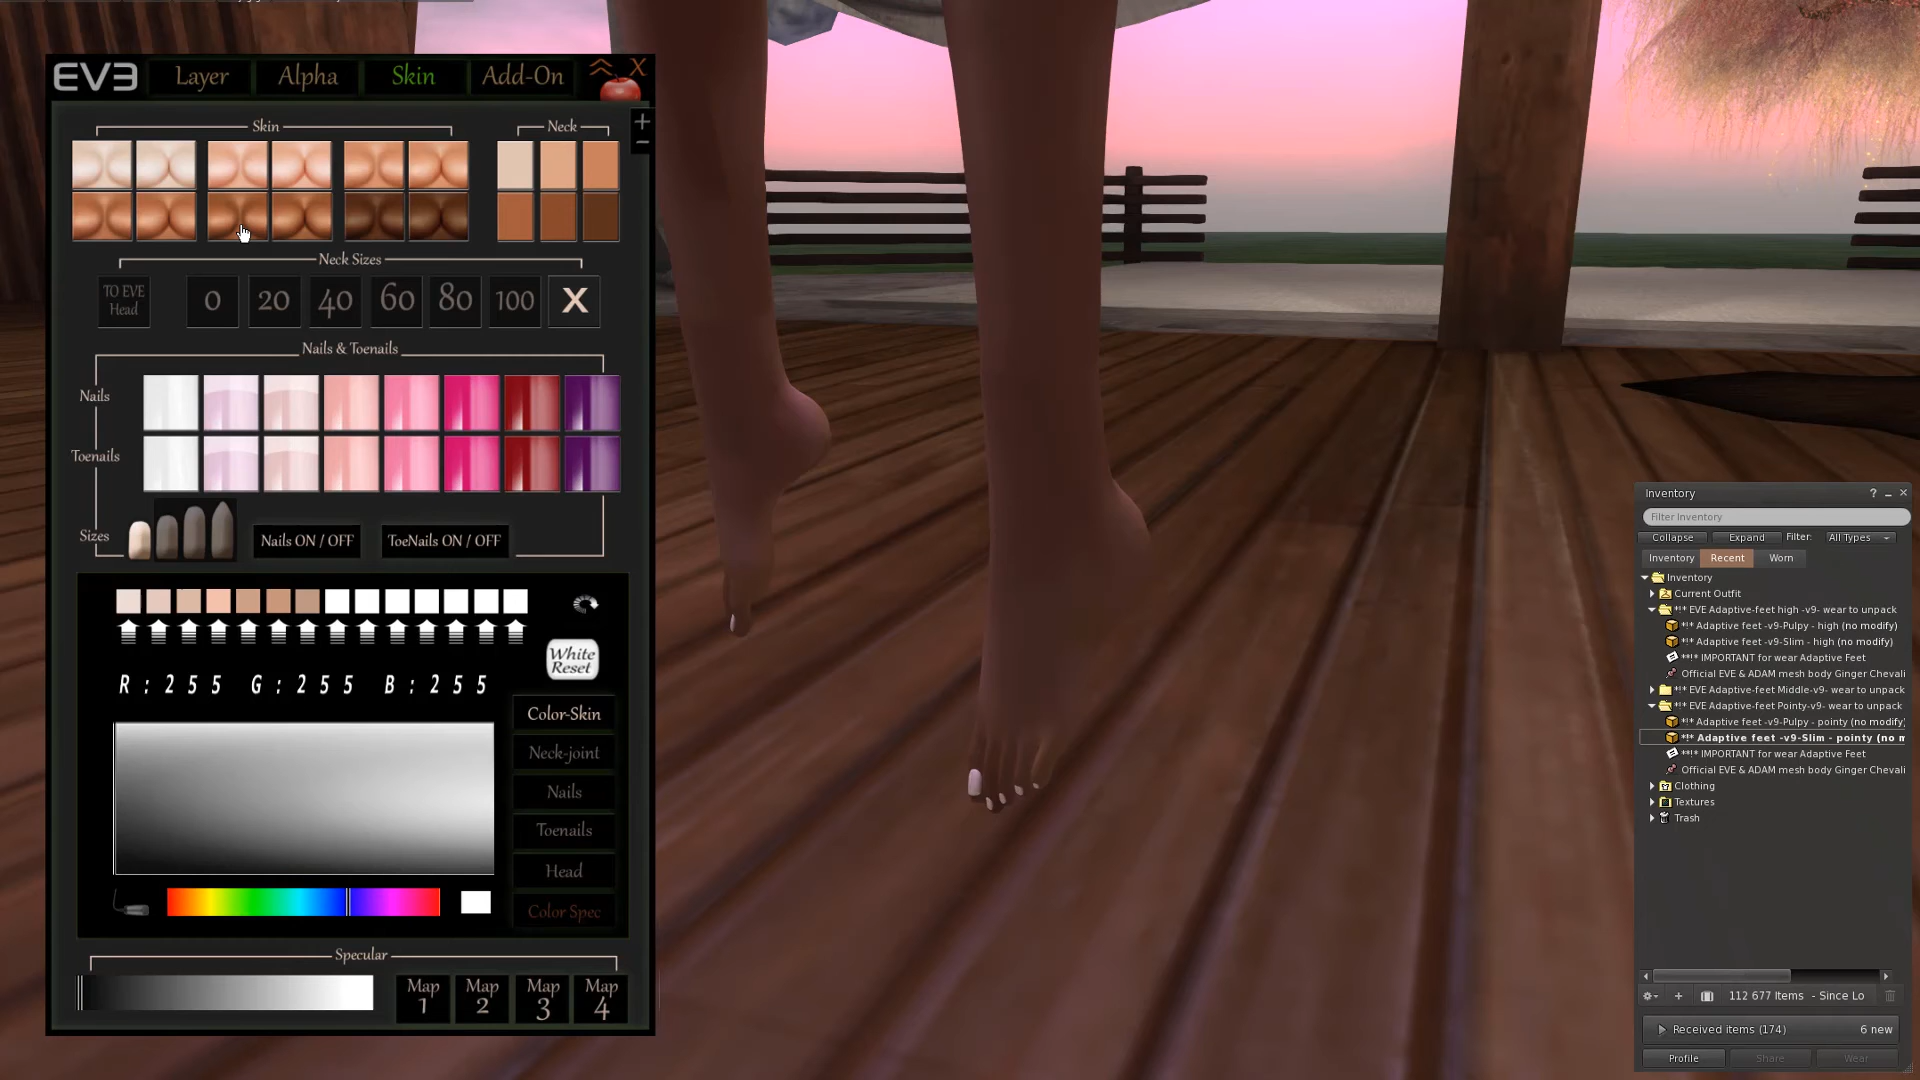 EVE
Layer
Alpha
Skin
Add-On
X
Skin
Neck
+
-
Neck Sizes
TO EVE
Head
0
20
40
60
80
100
X
Nails & Toenails
Nails
Toenails
Sizes
Nails ON / OFF
ToeNails ON / OFF
White
Reset
R : 2 5 5 G : 2 5 5 B : 2 5 5
Color-Skin
Neck-joint
Nails
Toenails
Head
Color Spec
Specular
Map
1
Map
2
Map
3
Map
4
Inventory
?
Filter Inventory
Collapse
Expand
Filter:
All Types
Inventory
Recent
Worn
Inventory
Current Outfit
*!* EVE Adaptive-feet high -v9- wear to unpack
*!* Adaptive feet -v9-Pulpy - high (no modify)
*!* Adaptive feet -v9-Slim - high (no modify)
**!* IMPORTANT for wear Adaptive Feet
Official EVE & ADAM mesh body Ginger Chevali
*!* EVE Adaptive-feet Middle-v9- wear to unpack
*!* EVE Adaptive-feet Pointy-v9- wear to unpack
*!* Adaptive feet -v9-Pulpy - pointy (no modify)
*!* Adaptive feet -v9-Slim - pointy (no m
**!* IMPORTANT for wear Adaptive Feet
Official EVE & ADAM mesh body Ginger Chevali
Clothing
Textures
Trash
112 677 Items - Since Lo
Received items (174)
6 new
Profile
Share
Wear